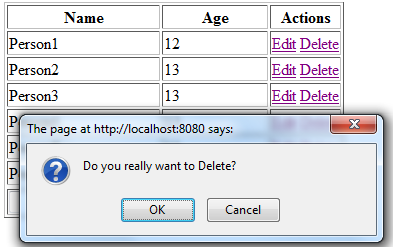 Name Age Actions
Person1 12 Edit Delete
Person2 13 Edit Delete
Person3 13 Edit Delete
The page at http://localhost:8080 says:
Do you really want to Delete?
OK Cancel